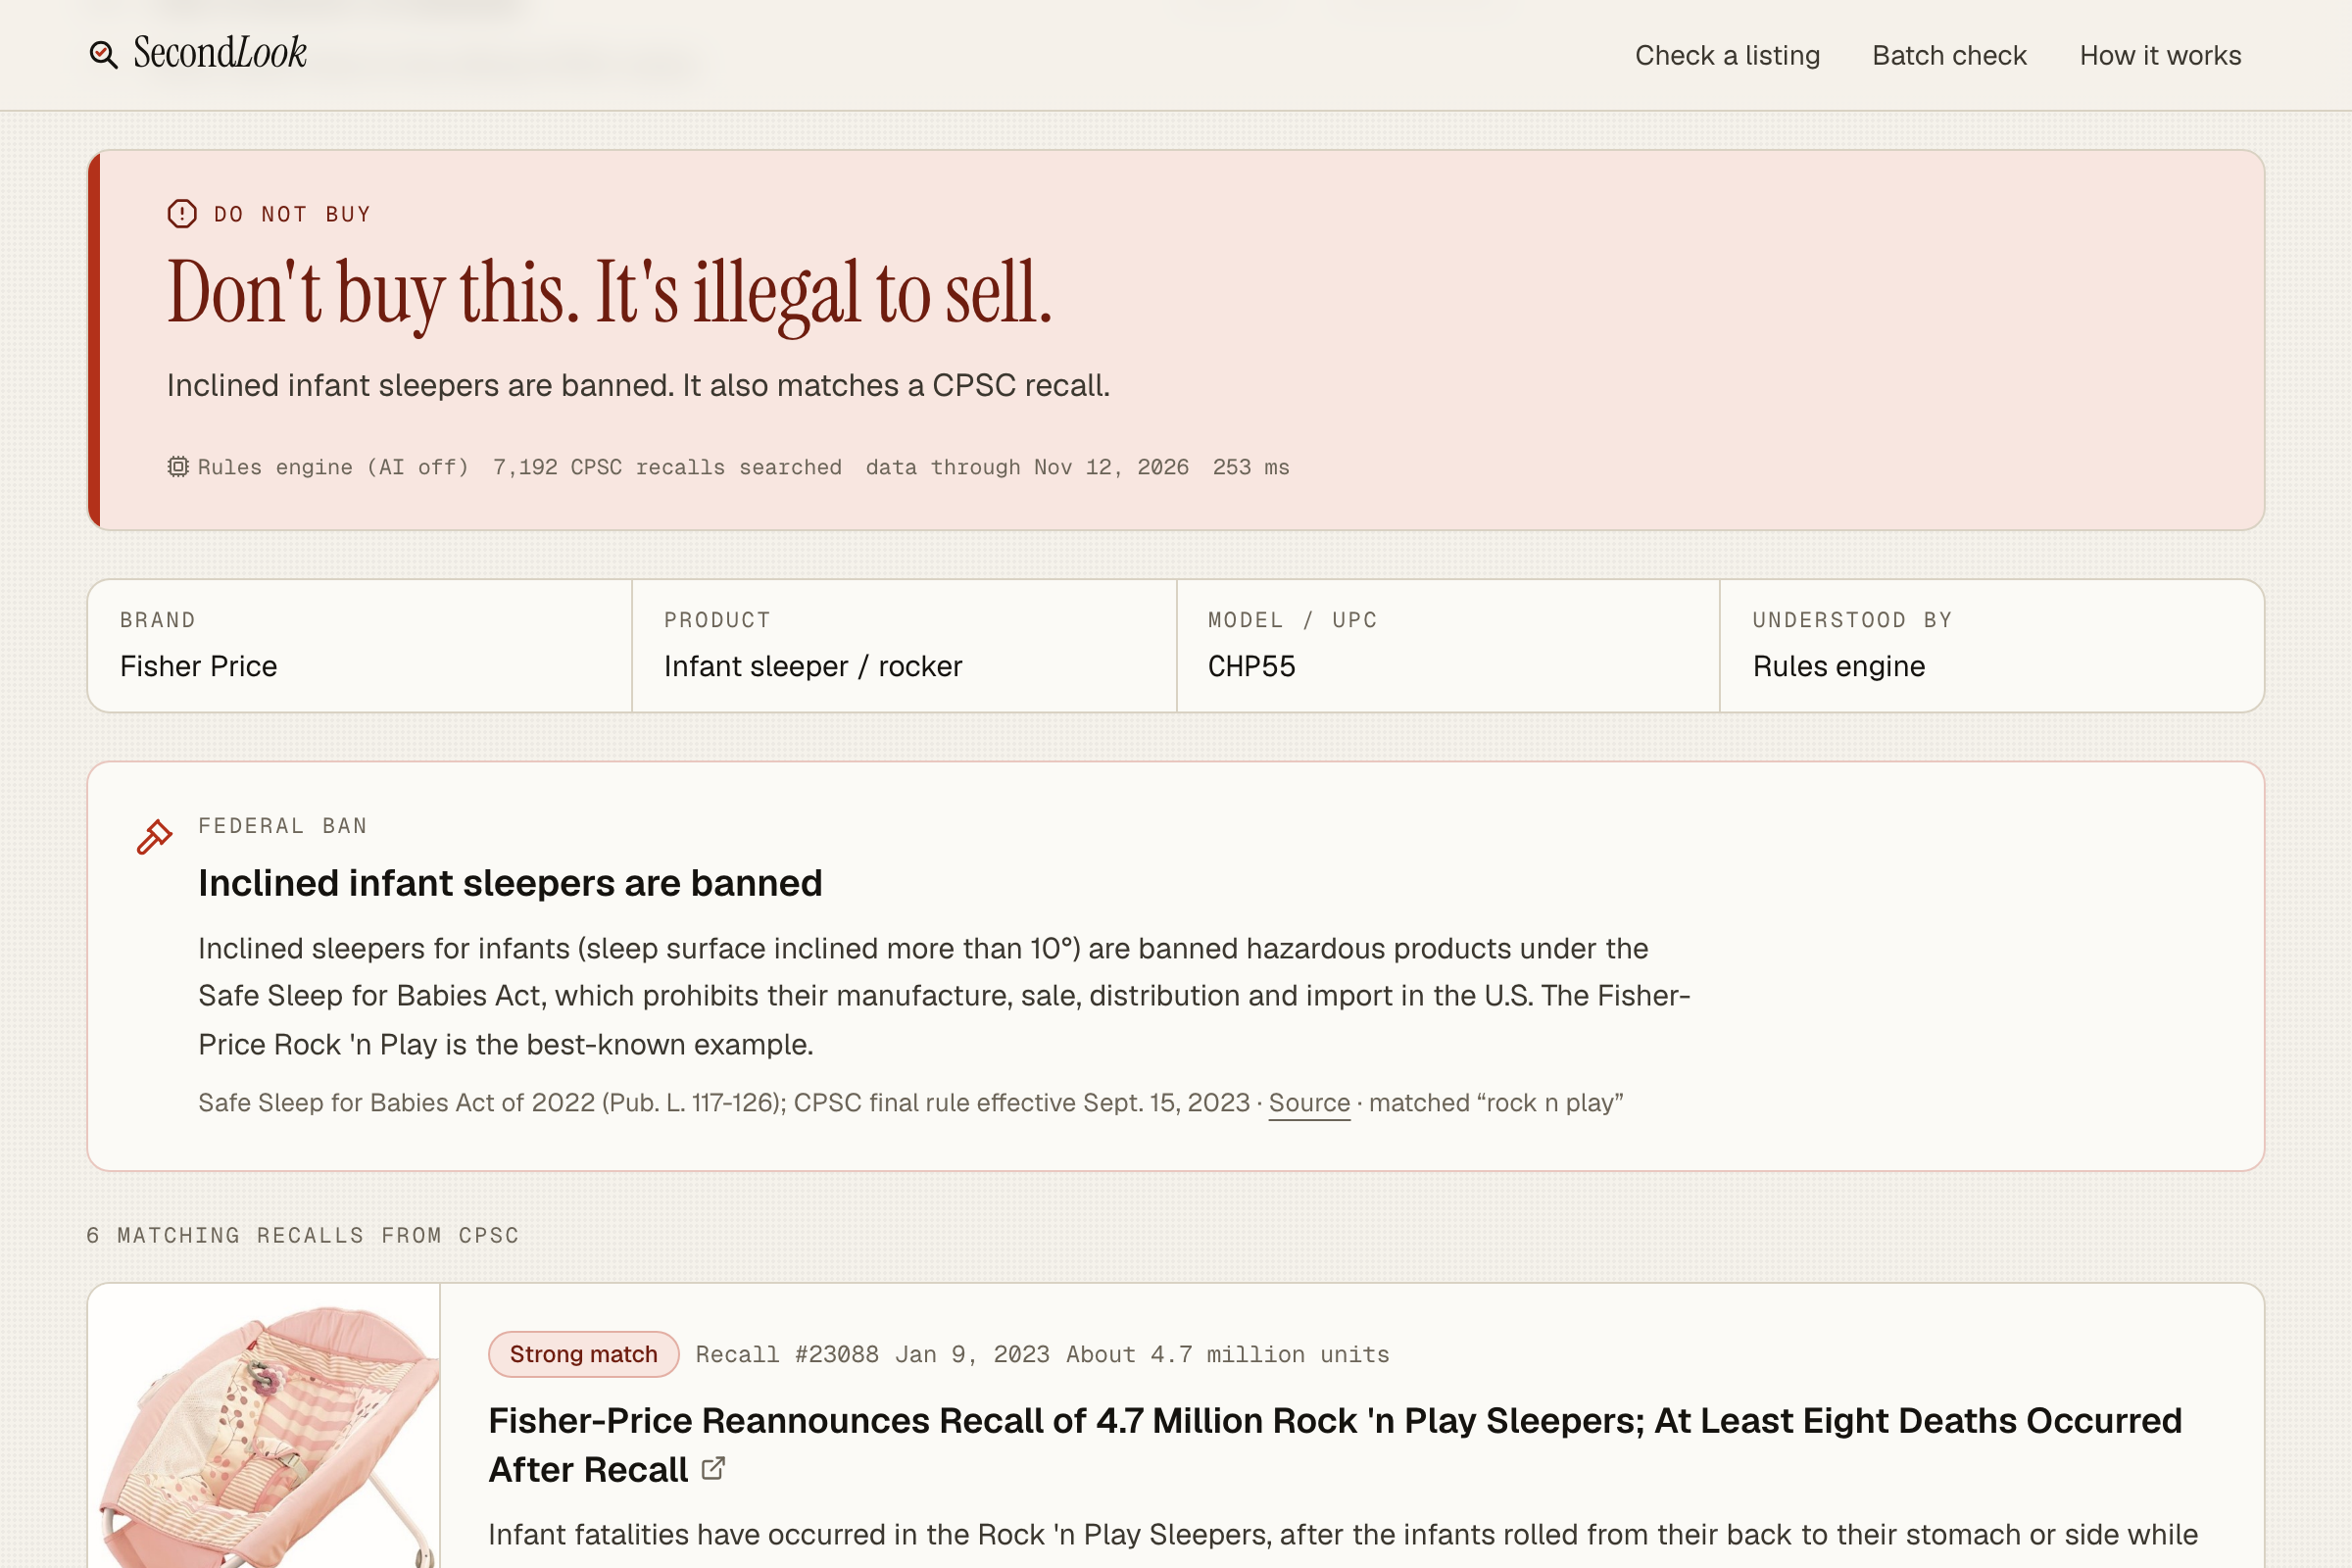 SecondLook
Check a listing
Batch check
How it works
DO NOT BUY
Don't buy this. It's illegal to sell.
Inclined infant sleepers are banned. It also matches a CPSC recall.
Rules engine (AI off) 7,192 CPSC recalls searched data through Nov 12, 2026 253 ms
BRAND
Fisher Price
PRODUCT
Infant sleeper / rocker
MODEL / UPC
CHP55
UNDERSTOOD BY
Rules engine
FEDERAL BAN
Inclined infant sleepers are banned
Inclined sleepers for infants (sleep surface inclined more than 10°) are banned hazardous products under the
Safe Sleep for Babies Act, which prohibits their manufacture, sale, distribution and import in the U.S. The Fisher-
Price Rock 'n Play is the best-known example.
Safe Sleep for Babies Act of 2022 (Pub. L. 117-126); CPSC final rule effective Sept. 15, 2023 · Source · matched “rock n play”
6 MATCHING RECALLS FROM CPSC
Strong match Recall #23088 Jan 9, 2023 About 4.7 million units
Fisher-Price Reannounces Recall of 4.7 Million Rock 'n Play Sleepers; At Least Eight Deaths Occurred
After Recall
Infant fatalities have occurred in the Rock 'n Play Sleepers, after the infants rolled from their back to their stomach or side while